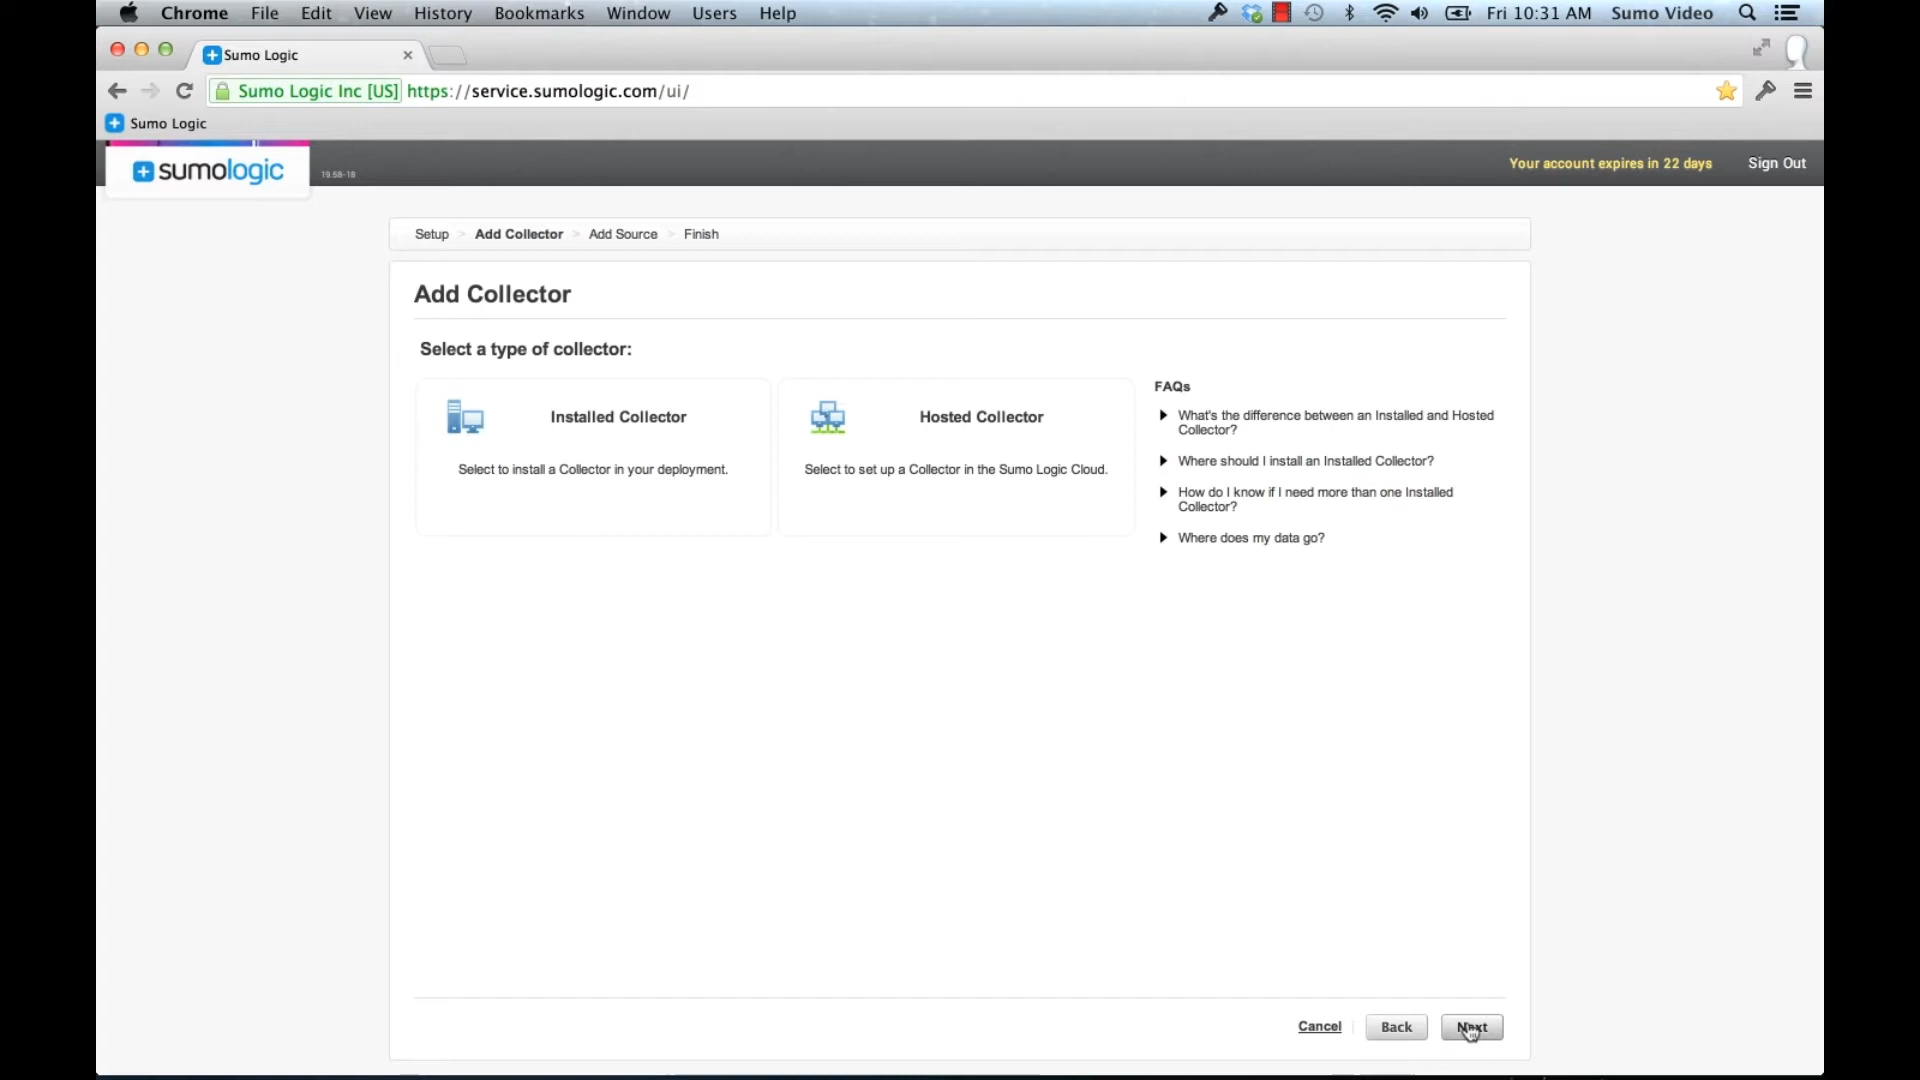 Chrome File Edit View History Bookmarks Window Users Help Fri 10:31 AM Sumo Video
Sumo Logic
Sumo Logic Inc [US] https://service.sumologic.com/ui/
Sumo Logic
sumologic 19.58-18 Your account expires in 22 days Sign Out
Setup > Add Collector > Add Source > Finish
Add Collector
Select a type of collector:
Installed Collector
Select to install a Collector in your deployment.
Hosted Collector
Select to set up a Collector in the Sumo Logic Cloud.
FAQs
What's the difference between an Installed and Hosted
Collector?
Where should I install an Installed Collector?
How do I know if I need more than one Installed
Collector?
Where does my data go?
Cancel Back Next